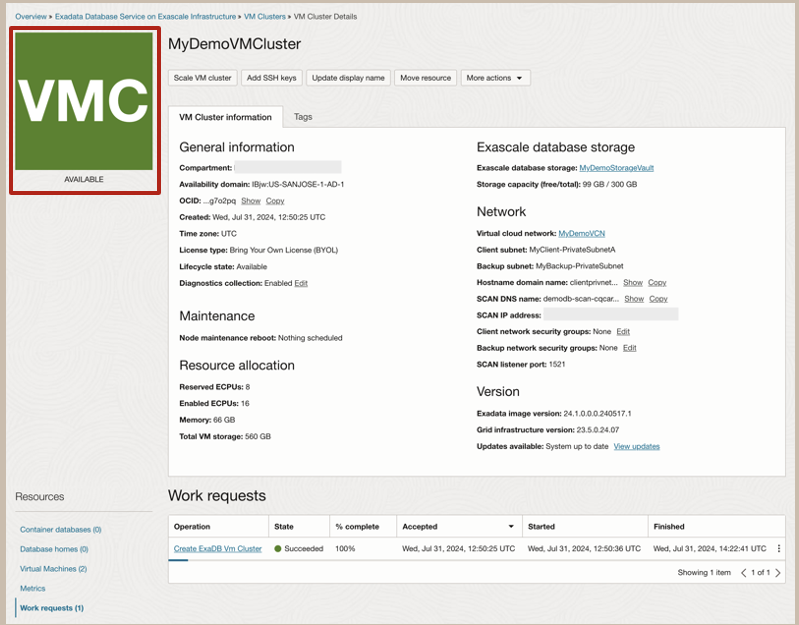 Overview ▸ Exadata Database Service on Exascale Infrastructure ▸ VM Clusters ▸ VM Cluster Details
VMC
AVAILABLE
MyDemoVMCluster
Scale VM cluster Add SSH keys Update display name Move resource More actions
VM Cluster information Tags
General information
Compartment:
Availability domain: IBjw:US-SANJOSE-1-AD-1
OCID: ...g7o2pq Show Copy
Created: Wed, Jul 31, 2024, 12:50:25 UTC
Time zone: UTC
License type: Bring Your Own License (BYOL)
Lifecycle state: Available
Diagnostics collection: Enabled Edit
Maintenance
Node maintenance reboot: Nothing scheduled
Resource allocation
Reserved ECPUs: 8
Enabled ECPUs: 16
Memory: 66 GB
Total VM storage: 560 GB
Exascale database storage
Exascale database storage: MyDemoStorageVault
Storage capacity (free/total): 99 GB / 300 GB
Network
Virtual cloud network: MyDemoVCN
Client subnet: MyClient-PrivateSubnetA
Backup subnet: MyBackup-PrivateSubnet
Hostname domain name: clientprivnet... Show Copy
SCAN DNS name: demodb-scan-cqcar... Show Copy
SCAN IP address:
Client network security groups: None Edit
Backup network security groups: None Edit
SCAN listener port: 1521
Version
Exadata image version: 24.1.0.0.0.240517.1
Grid infrastructure version: 23.5.0.24.07
Updates available: System up to date View updates
Resources
Container databases (0)
Database homes (0)
Virtual Machines (2)
Metrics
Work requests (1)
Work requests
Operation State % complete Accepted Started Finished
Create ExaDB Vm Cluster Succeeded 100% Wed, Jul 31, 2024, 12:50:25 UTC Wed, Jul 31, 2024, 12:50:36 UTC Wed, Jul 31, 2024, 14:22:41 UTC
Showing 1 item < 1 of 1 >